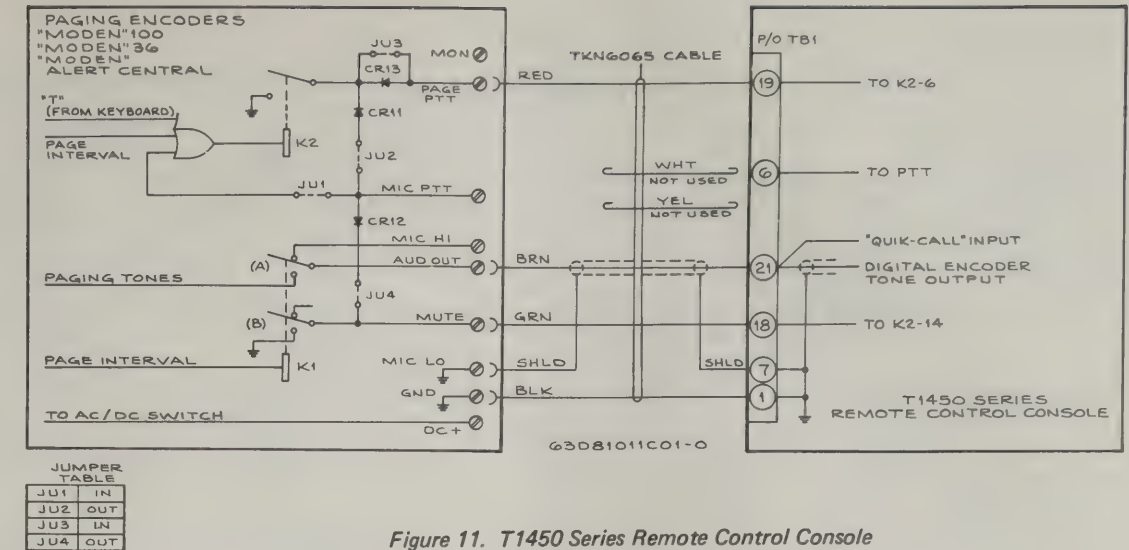 PAGING ENCODERS
"MODEN" 100
"MODEN" 36
"MODEN"
ALERT CENTRAL
"T"
(FROM KEYBOARD)
PAGE
INTERVAL
K2
JU3
CR13
MON
PAGE
PTT
CR11
JU2
JU1
MIC PTT
CR12
MIC HI
(A)
AUD OUT
PAGING TONES
JU4
(B)
MUTE
PAGE INTERVAL
K1
MIC LO
GND
TO AC/DC SWITCH
DC+
TKN6065 CABLE
RED
WHT
NOT USED
YEL
NOT USED
BRN
GRN
SHLD
SHLD
BLK
63D81011C01-O
P/O TB1
19
TO K2-6
6
TO PTT
"QUIK-CALL" INPUT
21
DIGITAL ENCODER
TONE OUTPUT
18
TO K2-14
7
1
T1450 SERIES
REMOTE CONTROL CONSOLE
JUMPER
TABLE
JU1 IN
JU2 OUT
JU3 IN
JU4 OUT
Figure 11. T1450 Series Remote Control Console